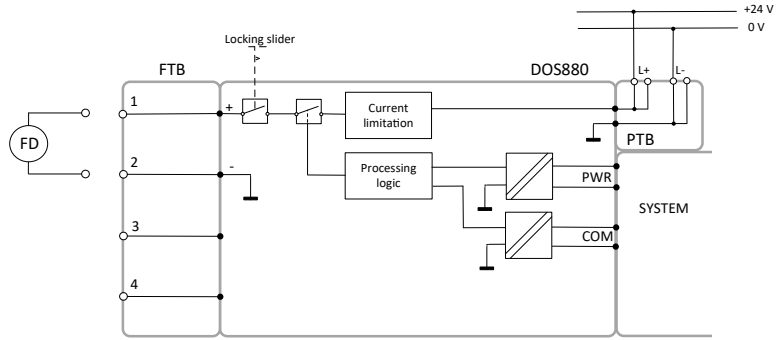 +24 V
0 V
Locking slider
FTB
DOS880
L+
L-
1
+
Current
limitation
FD
PTB
2
-
Processing
logic
PWR
SYSTEM
3
COM
4